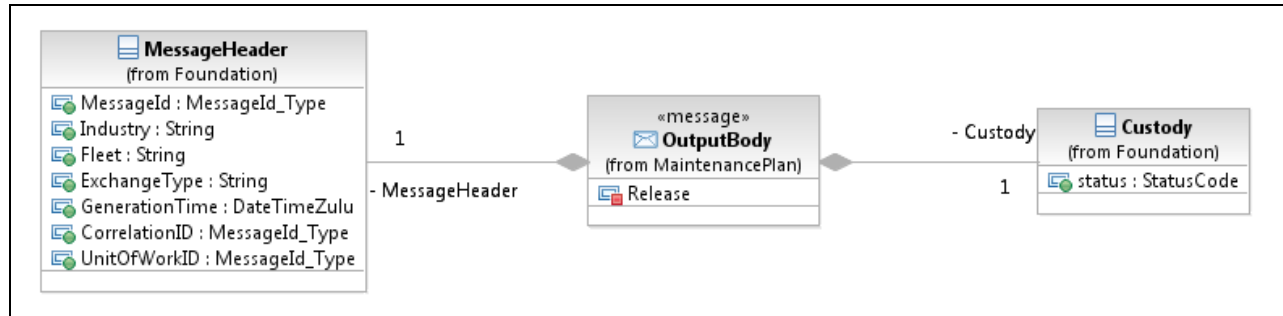 MessageHeader
(from Foundation)
MessageId : MessageId_Type
Industry : String
Fleet : String
ExchangeType : String
GenerationTime : DateTimeZulu
CorrelationID : MessageId_Type
UnitOfWorkID : MessageId_Type
1
- MessageHeader
«message»
OutputBody
(from MaintenancePlan)
Release
- Custody
1
Custody
(from Foundation)
status : StatusCode